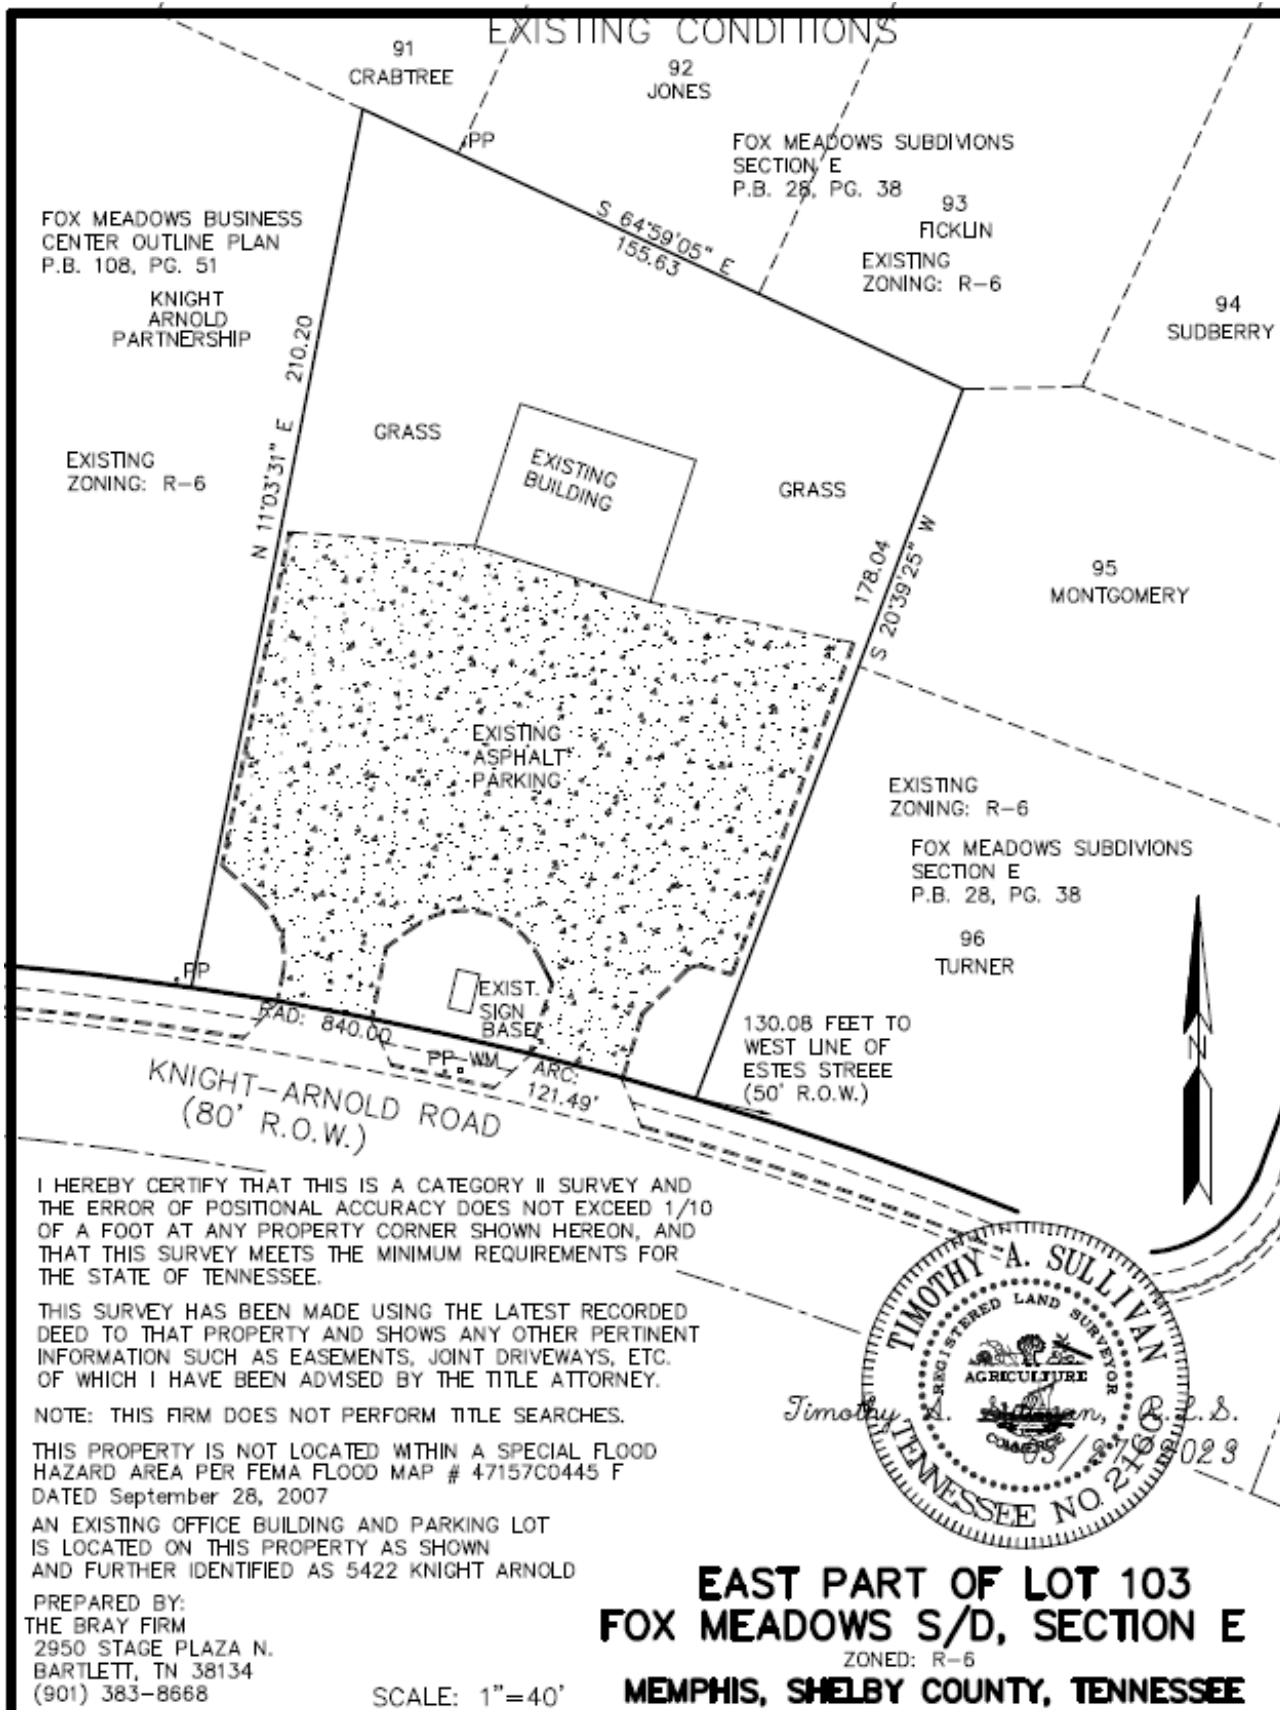 EXISTING CONDITIONS
91
CRABTREE
92
JONES
PP
FOX MEADOWS SUBDIVIONS
SECTION E
P.B. 28, PG. 38
93
FICKLIN
EXISTING
ZONING: R-6
94
SUDBERRY
S 64°59'05" E
155.63
FOX MEADOWS BUSINESS
CENTER OUTLINE PLAN
P.B. 108, PG. 51
KNIGHT
ARNOLD
PARTNERSHIP
N 11°03'31" E 210.20
EXISTING
ZONING: R-6
GRASS
EXISTING
BUILDING
GRASS
178.04
S 20°39'25" W
95
MONTGOMERY
EXISTING
ASPHALT
PARKING
EXISTING
ZONING: R-6
FOX MEADOWS SUBDIVIONS
SECTION E
P.B. 28, PG. 38
96
TURNER
PP
EXIST.
SIGN
BASE
RAD: 840.00
PP WM
ARC:
121.49'
130.08 FEET TO
WEST LINE OF
ESTES STREEE
(50' R.O.W.)
N
KNIGHT-ARNOLD ROAD
(80' R.O.W.)
I HEREBY CERTIFY THAT THIS IS A CATEGORY II SURVEY AND
THE ERROR OF POSITIONAL ACCURACY DOES NOT EXCEED 1/10
OF A FOOT AT ANY PROPERTY CORNER SHOWN HEREON, AND
THAT THIS SURVEY MEETS THE MINIMUM REQUIREMENTS FOR
THE STATE OF TENNESSEE.
THIS SURVEY HAS BEEN MADE USING THE LATEST RECORDED
DEED TO THAT PROPERTY AND SHOWS ANY OTHER PERTINENT
INFORMATION SUCH AS EASEMENTS, JOINT DRIVEWAYS, ETC.
OF WHICH I HAVE BEEN ADVISED BY THE TITLE ATTORNEY.
NOTE: THIS FIRM DOES NOT PERFORM TITLE SEARCHES.
THIS PROPERTY IS NOT LOCATED WITHIN A SPECIAL FLOOD
HAZARD AREA PER FEMA FLOOD MAP # 47157C0445 F
DATED September 28, 2007
AN EXISTING OFFICE BUILDING AND PARKING LOT
IS LOCATED ON THIS PROPERTY AS SHOWN
AND FURTHER IDENTIFIED AS 5422 KNIGHT ARNOLD
PREPARED BY:
THE BRAY FIRM
2950 STAGE PLAZA N.
BARTLETT, TN 38134
(901) 383-8668
SCALE: 1"=40'
TIMOTHY A. SULLIVAN
REGISTERED LAND SURVEYOR
AGRICULTURE
COMMERCE
TENNESSEE NO.
Timothy A. R.L.S.
EAST PART OF LOT 103
FOX MEADOWS S/D, SECTION E
ZONED: R-6
MEMPHIS, SHELBY COUNTY, TENNESSEE